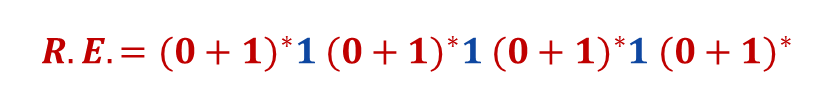 R.E.= (0 + 1)*1 (0 + 1)*1 (0 + 1)*1 (0 + 1)*